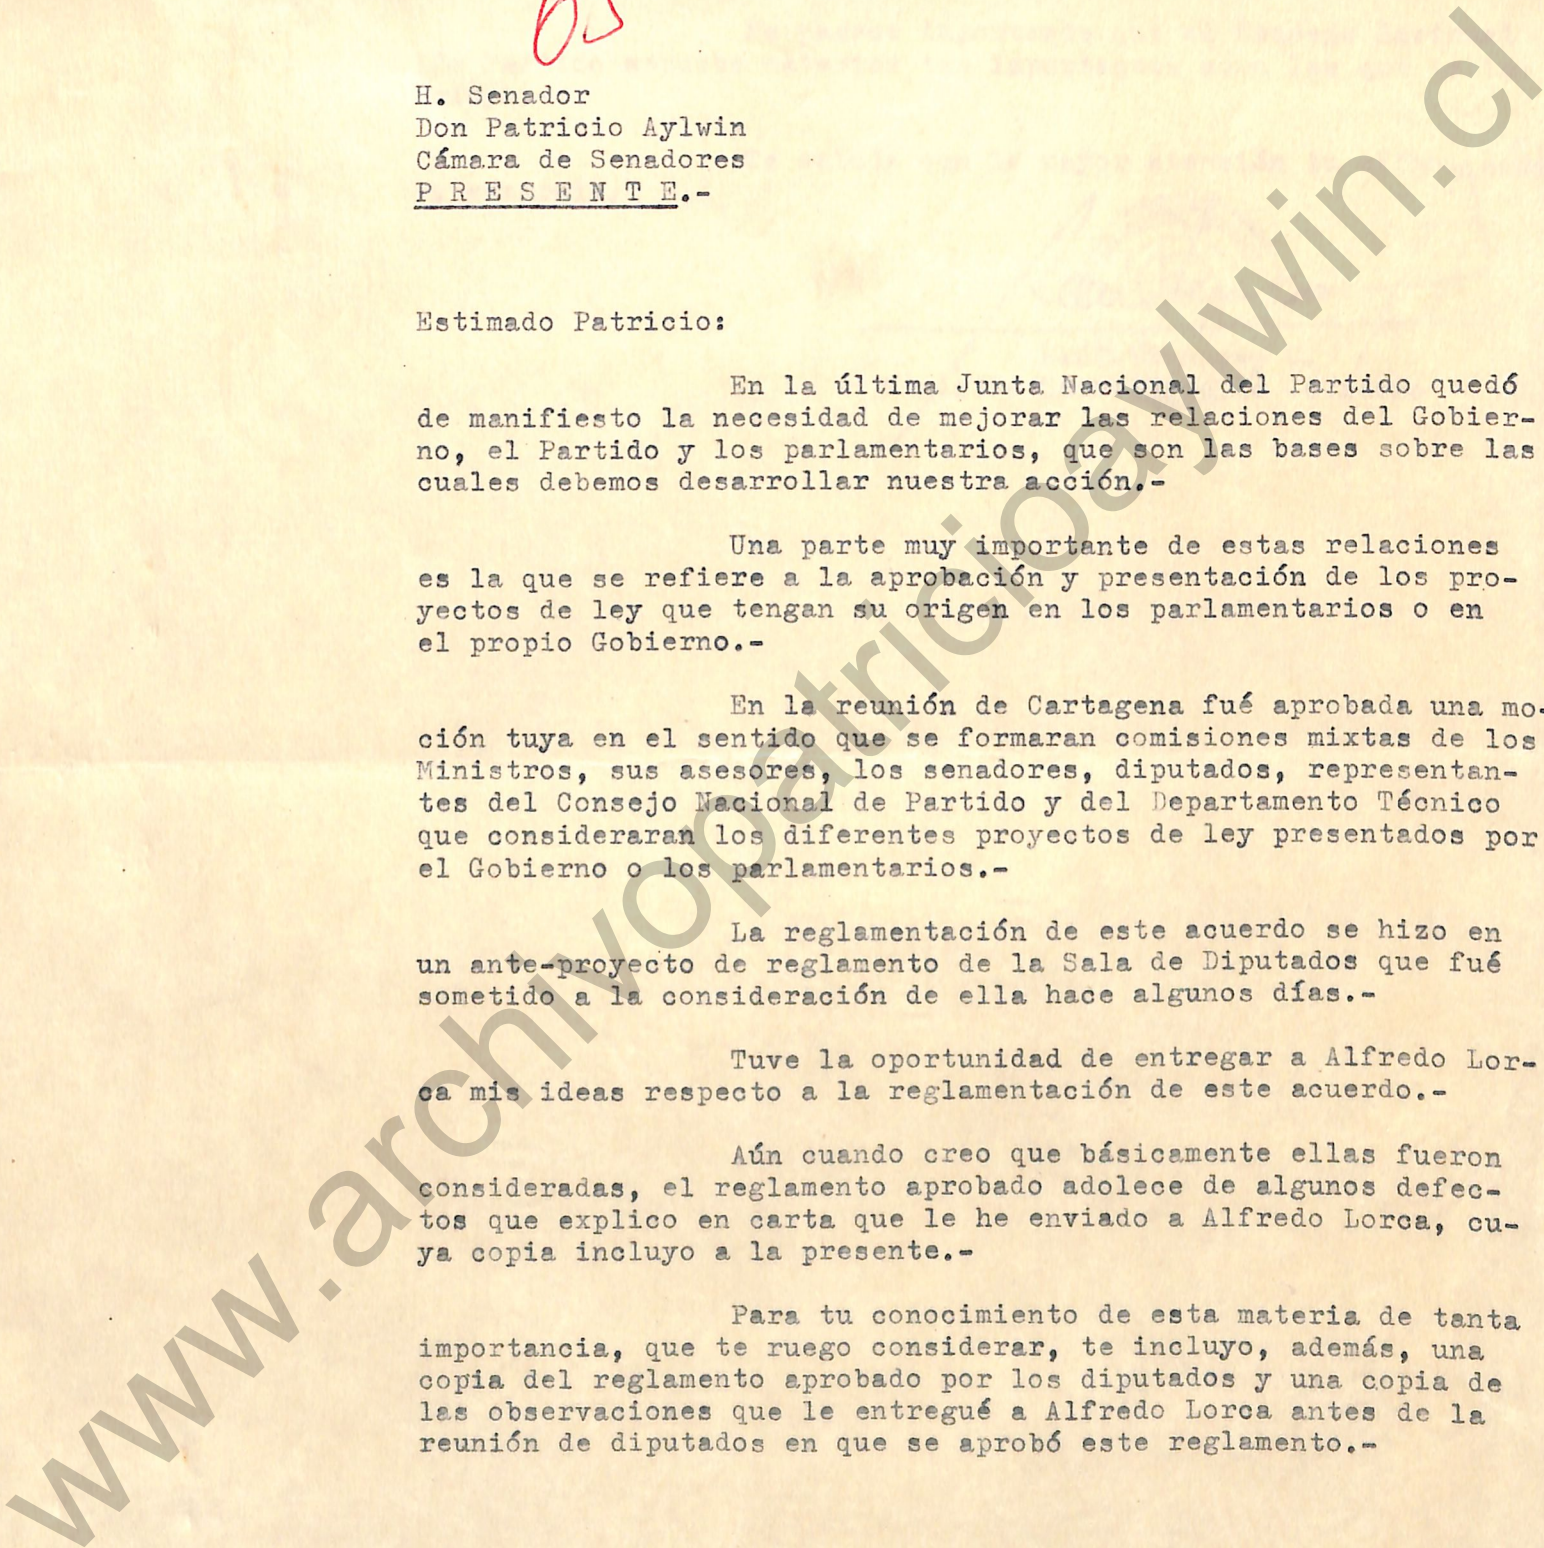 65
H. Senador
Don Patricio Aylwin
Cámara de Senadores
P R E S E N T E.-
Estimado Patricio:
En la última Junta Nacional del Partido quedó
de manifiesto la necesidad de mejorar las relaciones del Gobier-
no, el Partido y los parlamentarios, que son las bases sobre las
cuales debemos desarrollar nuestra acción.-
Una parte muy importante de estas relaciones
es la que se refiere a la aprobación y presentación de los pro-
yectos de ley que tengan su origen en los parlamentarios o en
el propio Gobierno.-
En la reunión de Cartagena fué aprobada una mo-
ción tuya en el sentido que se formaran comisiones mixtas de los
Ministros, sus asesores, los senadores, diputados, representan-
tes del Consejo Nacional de Partido y del Departamento Técnico
que consideraran los diferentes proyectos de ley presentados por
el Gobierno o los parlamentarios.-
La reglamentación de este acuerdo se hizo en
un ante-proyecto de reglamento de la Sala de Diputados que fué
sometido a la consideración de ella hace algunos días.-
Tuve la oportunidad de entregar a Alfredo Lor-
ca mis ideas respecto a la reglamentación de este acuerdo.-
Aún cuando creo que básicamente ellas fueron
consideradas, el reglamento aprobado adolece de algunos defec-
tos que explico en carta que le he enviado a Alfredo Lorca, cu-
ya copia incluyo a la presente.-
Para tu conocimiento de esta materia de tanta
importancia, que te ruego considerar, te incluyo, además, una
copia del reglamento aprobado por los diputados y una copia de
las observaciones que le entregué a Alfredo Lorca antes de la
reunión de diputados en que se aprobó este reglamento.-
www.archivopatricioaylwin.cl